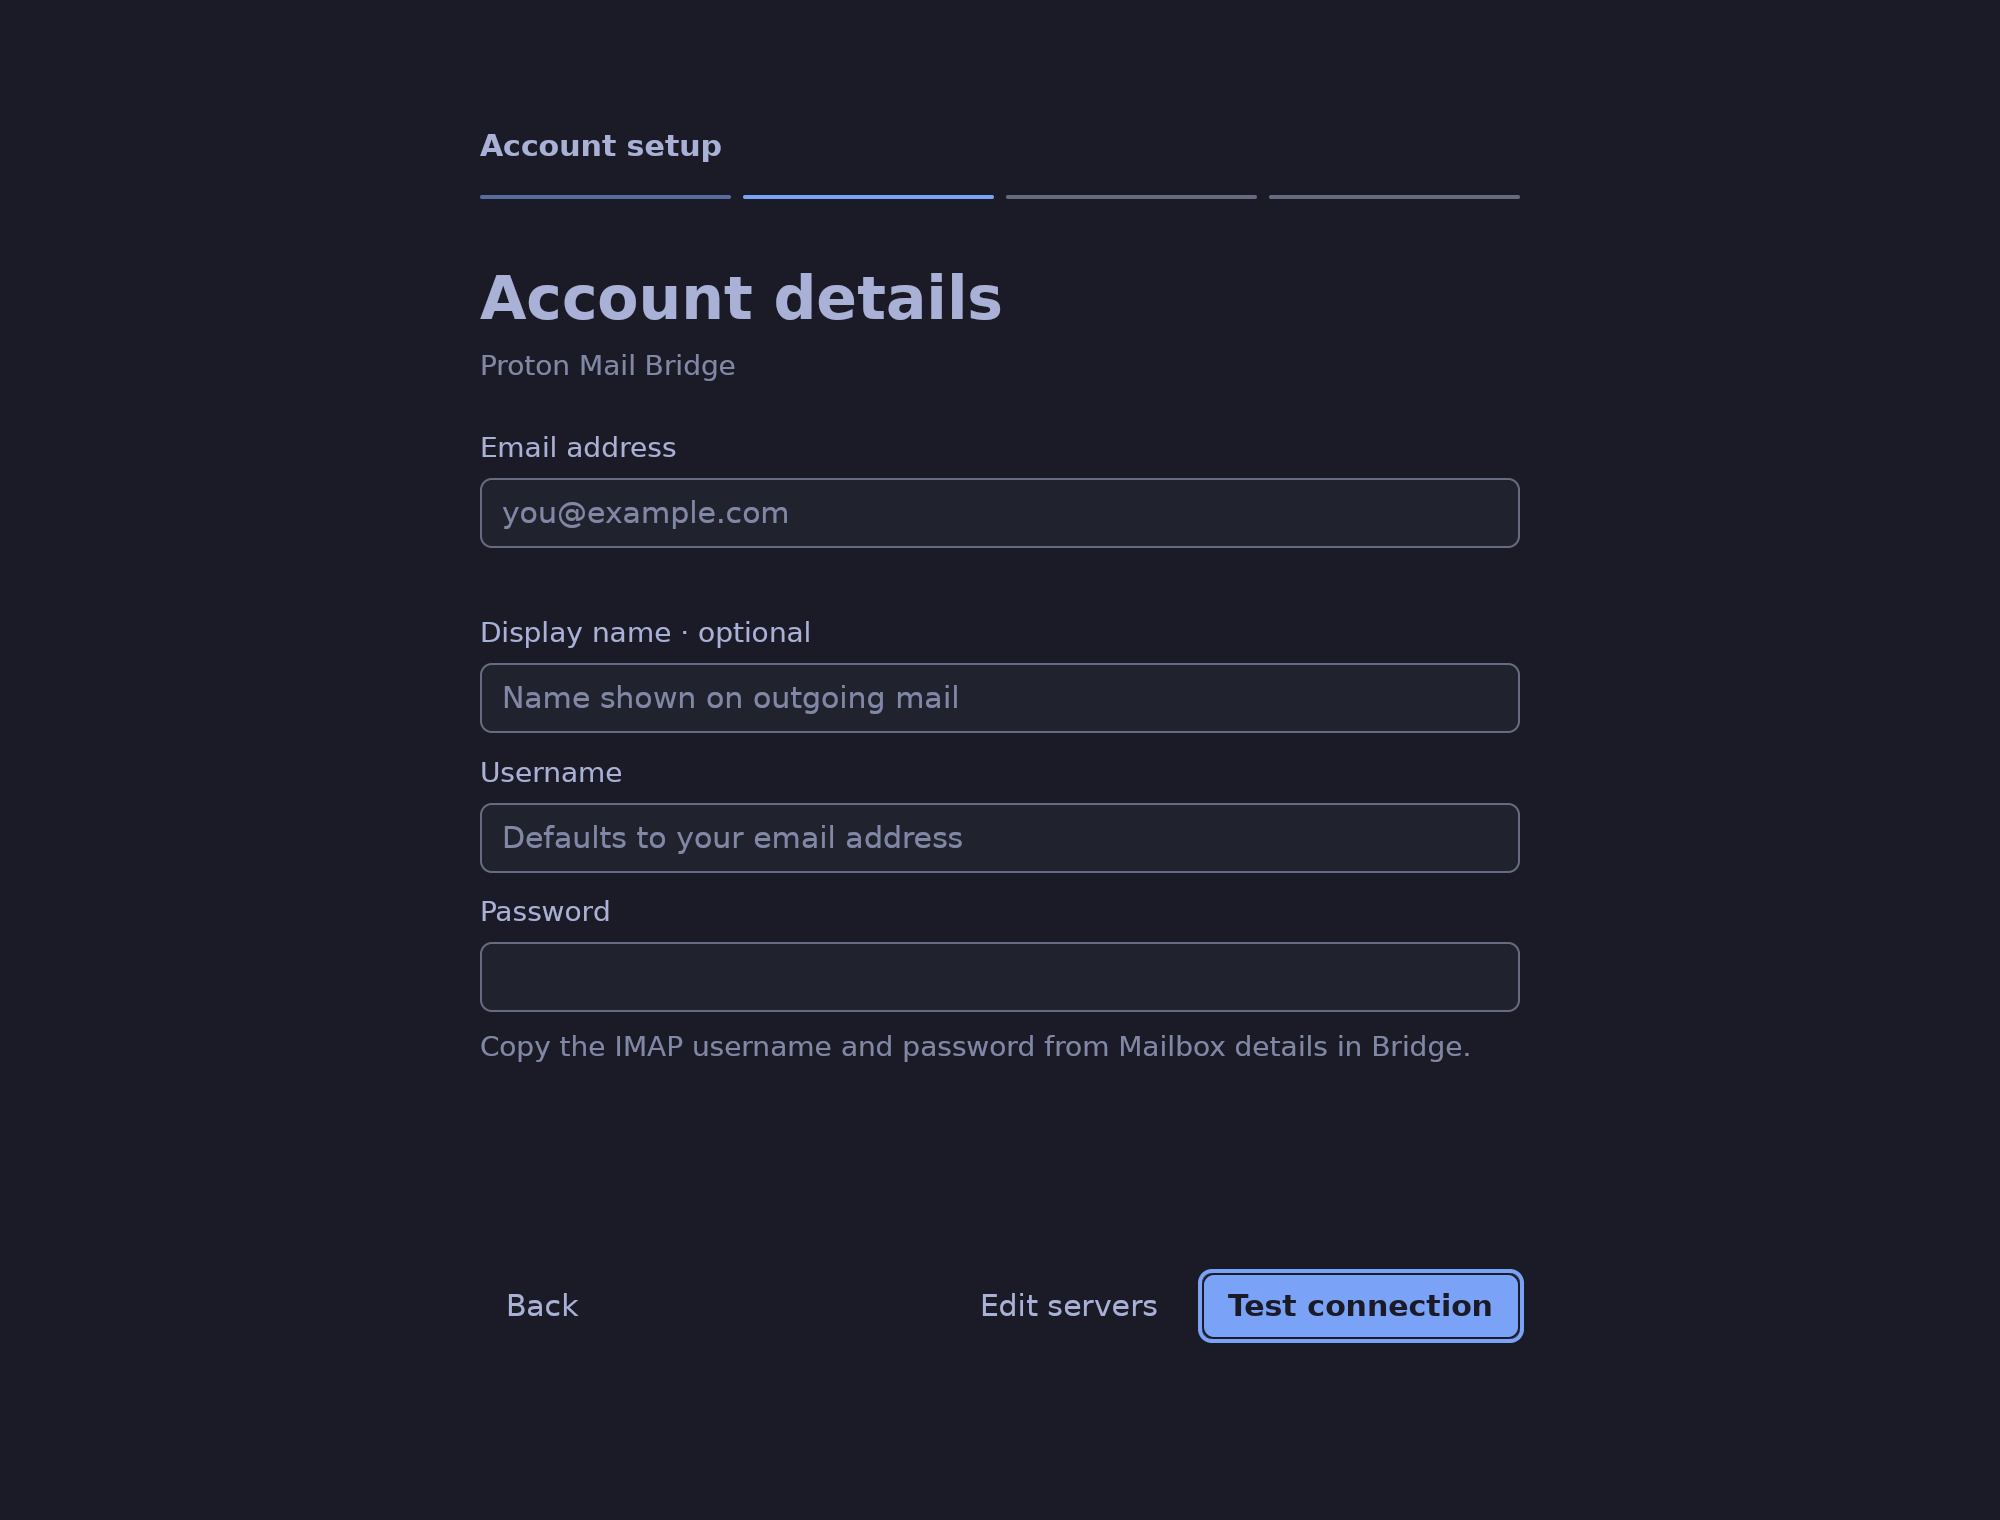 Account setup
Account details
Proton Mail Bridge
Email address
you@example.com
Display name · optional
Name shown on outgoing mail
Username
Defaults to your email address
Password
Copy the IMAP username and password from Mailbox details in Bridge.
Back
Edit servers
Test connection